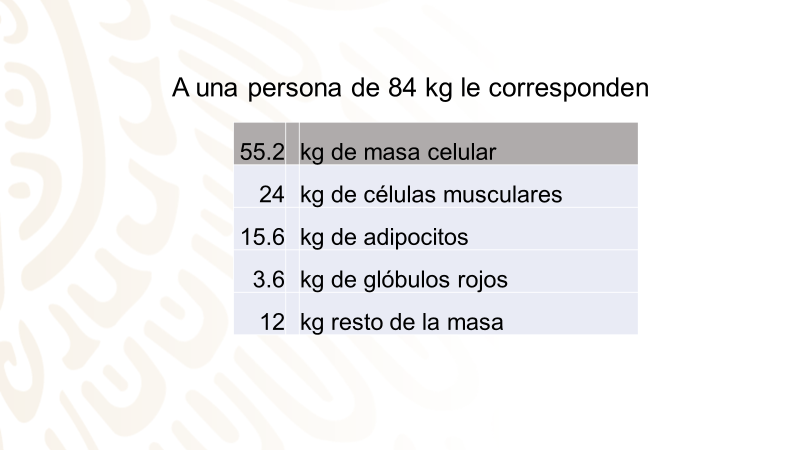 A una persona de 84 kg le corresponden
55.2 kg de masa celular
24 kg de células musculares
15.6 kg de adipocitos
3.6 kg de glóbulos rojos
12 kg resto de la masa